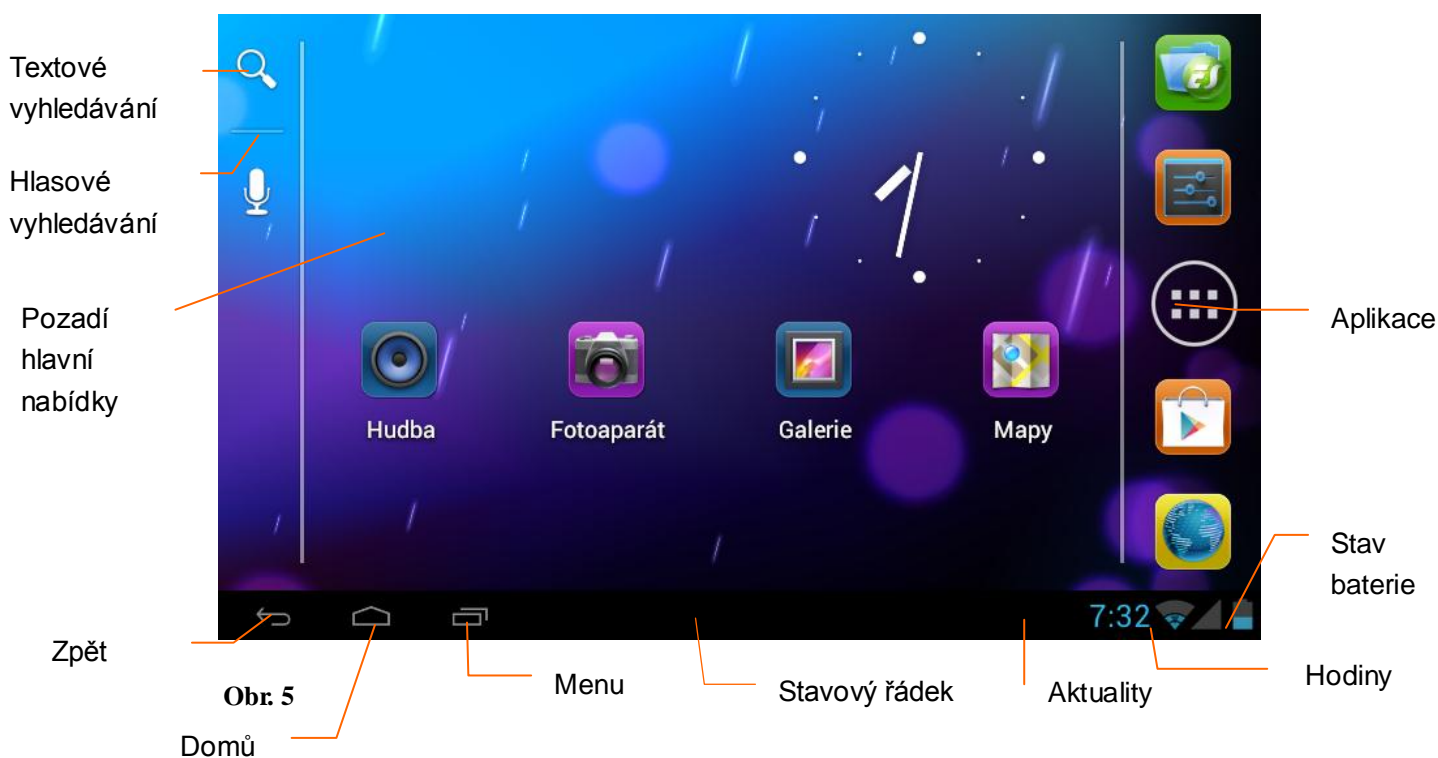 Textové
vyhledávání
Hlasové
vyhledávání
Pozadí
hlavní
nabídky
ES
Aplikace
Hudba
Fotoaparát
Galerie
Mapy
Stav
baterie
7:32
Zpět
Obr. 5
Menu
Stavový řádek
Aktuality
Hodiny
Domů